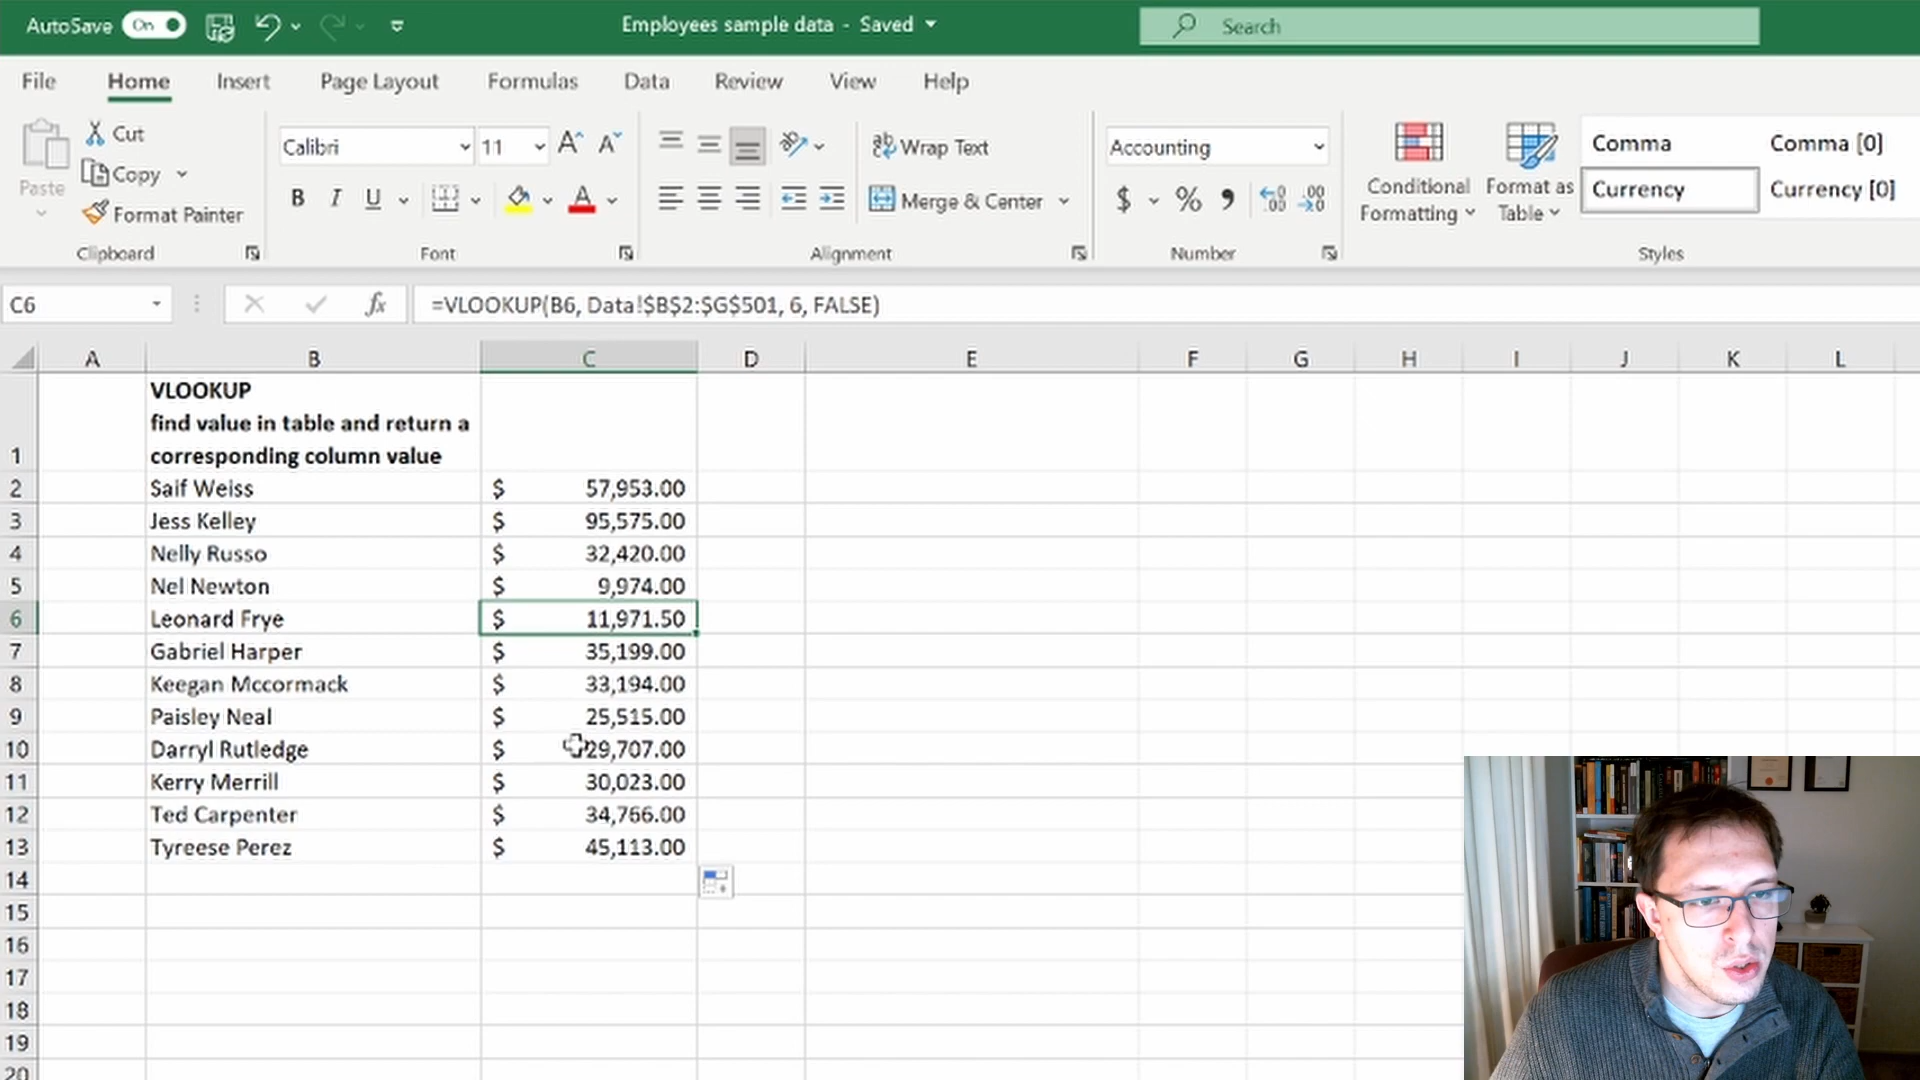 AutoSave On Employees sample data - Saved Search
File Home Insert Page Layout Formulas Data Review View Help
Paste Cut Copy Format Painter
Clipboard
Calibri 11
B I U A
Font
Wrap Text
Merge & Center
Alignment
Accounting
$ % ,
Number
Conditional Formatting
Format as Table
Comma Comma [0]
Currency Currency [0]
Styles
C6 fx =VLOOKUP(B6, Data!$B$2:$G$501, 6, FALSE)
A B C D E F G H I J K L
VLOOKUP
find value in table and return a
1 corresponding column value
2 Saif Weiss $ 57,953.00
3 Jess Kelley $ 95,575.00
4 Nelly Russo $ 32,420.00
5 Nel Newton $ 9,974.00
6 Leonard Frye $ 11,971.50
7 Gabriel Harper $ 35,199.00
8 Keegan Mccormack $ 33,194.00
9 Paisley Neal $ 25,515.00
10 Darryl Rutledge $ 29,707.00
11 Kerry Merrill $ 30,023.00
12 Ted Carpenter $ 34,766.00
13 Tyreese Perez $ 45,113.00
14
15
16
17
18
19
20